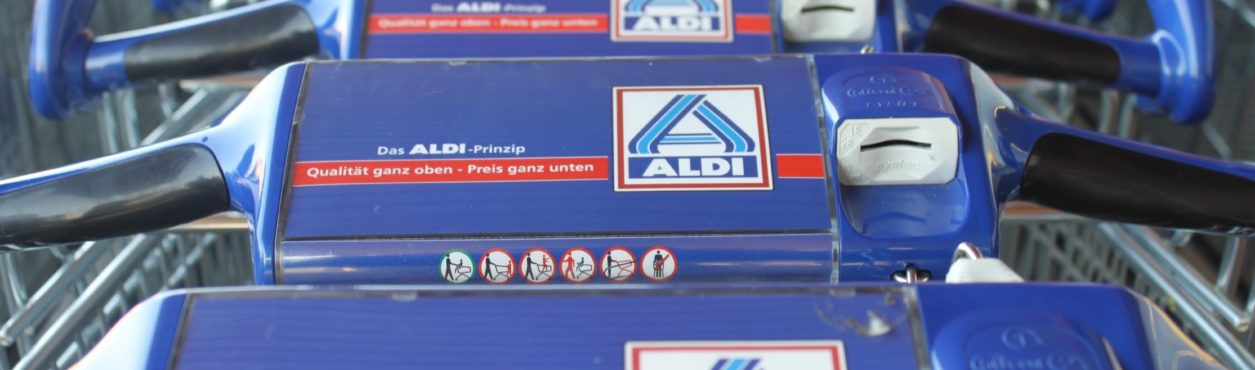 Das ALDI-Prinzip
Qualität ganz oben - Preis ganz unten
ALDI
Das ALDI-Prinzip
Qualität ganz oben - Preis ganz unten
ALDI